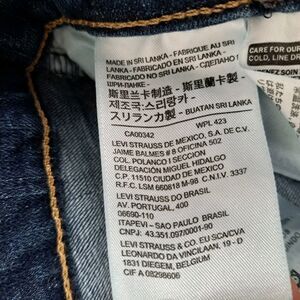 MADE IN SRI LANKA - FABRIQUE AU SRI
LANKA - FABRICADO EN SRI LANKA -
FABRICADO NO SRI LANKA - СДЕЛАНО
ШРИ-ЛАНКЕ -
斯里兰卡制造 - 斯里蘭卡製 -
제조국:스리랑카 -
スリランカ製 - BUATAN SRI LANKA
CA00342 WPL 423
LEVI STRAUSS DE MEXICO, S.A. DE C.V.
JAIME BALMES # 8 OFICINA 502
COL. POLANCO I SECCION
DELEGACION MIGUEL HIDALGO
C.P. 11510 CIUDAD DE MEXICO
R.F.C. LSM 660818 M-98 C.N.I.V. 3307
LEVI STRAUSS DO BRASIL
AV. PORTUGAL, 400
06690-110
ITAPEVI - SAO PAULO BRASIL
CNPJ: 43.351.097/0001-90
LEVI STRAUSS & CO. EU SCA/CVA
LEONARDO DA VINCILAAN, 19 - D
1831 DIEGEM, BELGIUM
CIF A 08298606
CARE FOR OUR
COLD, LINE